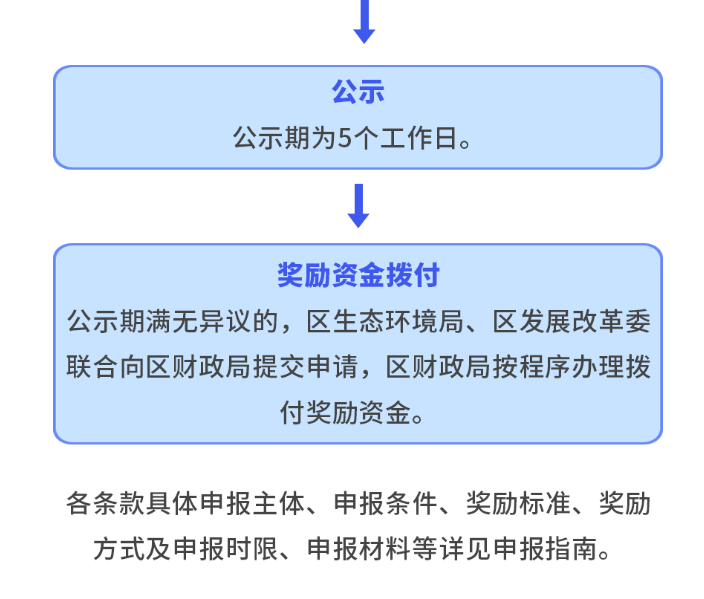 公示
公示期为5个工作日。
奖励资金拨付
公示期满无异议的，区生态环境局、区发展改革委
联合向区财政局提交申请，区财政局按程序办理拨
付奖励资金。
各条款具体申报主体、申报条件、奖励标准、奖励
方式及申报时限、申报材料等详见申报指南。